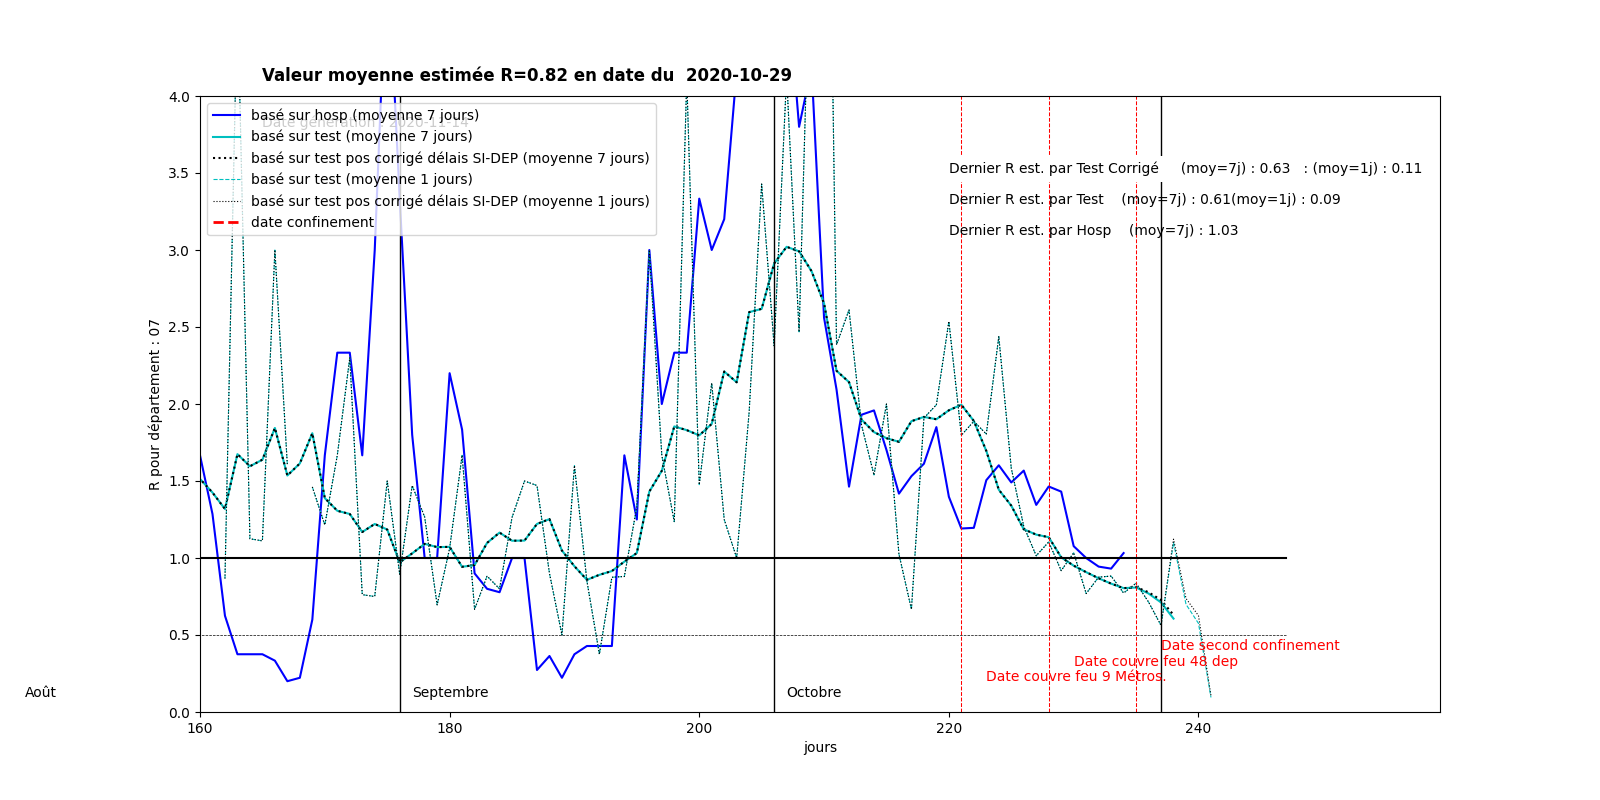 Valeur moyenne estimée R=0.82 en date du  2020-10-29
4.0
3.5
3.0
2.5
2.0
1.5
1.0
0.5
0.0
R pour département : 07
basé sur hosp (moyenne 7 jours)
basé sur test (moyenne 7 jours)
basé sur test pos corrigé délais SI-DEP (moyenne 7 jours)
basé sur test (moyenne 1 jours)
basé sur test pos corrigé délais SI-DEP (moyenne 1 jours)
date confinement
Dernier R est. par Test Corrigé     (moy=7j) : 0.63   : (moy=1j) : 0.11
Dernier R est. par Test    (moy=7j) : 0.61(moy=1j) : 0.09
Dernier R est. par Hosp    (moy=7j) : 1.03
Date second confinement
Date couvre feu 48 dep
Date couvre feu 9 Métros.
Août
Septembre
Octobre
160
180
200
220
240
jours